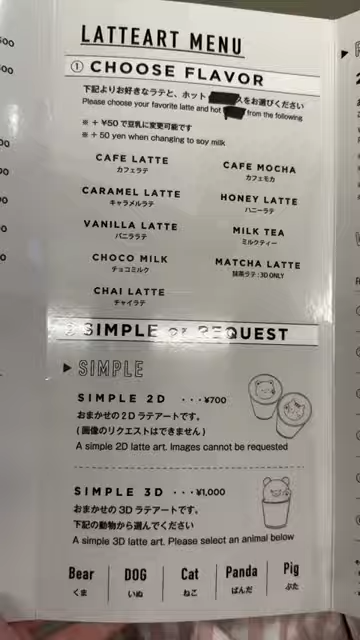 LATTEART MENU
① CHOOSE FLAVOR
下記よりお好きなラテと、ホット をお選びください
Please choose your favorite latte and hot from the following
※ + ¥50 で豆乳に変更可能です
※ + 50 yen when changing to soy milk
CAFE LATTE
カフェラテ
CAFE MOCHA
カフェモカ
CARAMEL LATTE
キャラメルラテ
HONEY LATTE
ハニーラテ
VANILLA LATTE
バニララテ
MILK TEA
ミルクティー
CHOCO MILK
チョコミルク
MATCHA LATTE
抹茶ラテ : 3D ONLY
CHAI LATTE
チャイラテ
SIMPLE or REQUEST
▶ SIMPLE
SIMPLE 2D ・・・¥700
おまかせの2Dラテアートです。
(画像のリクエストはできません)
A simple 2D latte art. Images cannot be requested
SIMPLE 3D ・・・¥1,000
おまかせの3Dラテアートです。
下記の動物から選んでください
A simple 3D latte art. Please select an animal below
Bear DOG Cat Panda Pig
くま いぬ ねこ ぱんだ ぶた